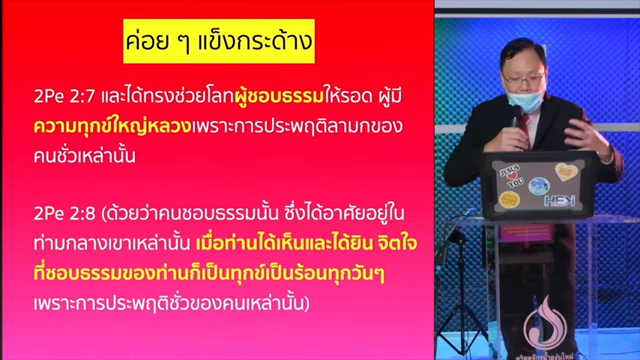 ค่อย ๆ แข็งกระด้าง
2Pe 2:7 และได้ทรงช่วยโลทผู้ชอบธรรมให้รอด ผู้มี
ความทุกข์ใหญ่หลวงเพราะการประพฤติลามกของ
คนชั่วเหล่านั้น
2Pe 2:8 (ด้วยว่าคนชอบธรรมนั้น ซึ่งได้อาศัยอยู่ใน
ท่ามกลางเขาเหล่านั้น เมื่อท่านได้เห็นและได้ยิน จิตใจ
ที่ชอบธรรมของท่านก็เป็นทุกข์เป็นร้อนทุกวันๆ
เพราะการประพฤติชั่วของคนเหล่านั้น)
JESUS
YOU